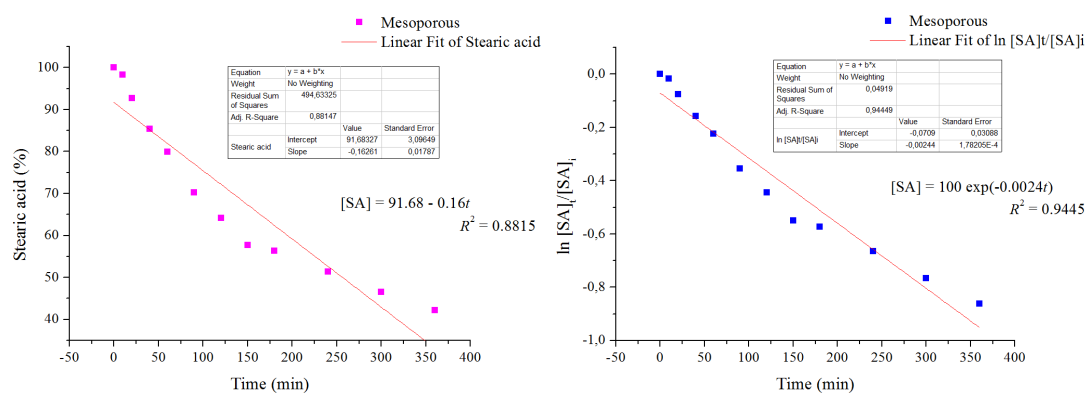 Mesoporous
Linear Fit of Stearic acid
Equation y = a + b*x
Weight No Weighting
Residual Sum of Squares 494,63325
Adj. R-Square 0,88147
Value Standard Error
Stearic acid Intercept 91,68327 3,09649
Slope -0,16261 0,01787
[SA] = 91.68 - 0.16t
R² = 0.8815
Stearic acid (%)
100
90
80
70
60
50
40
-50 0 50 100 150 200 250 300 350 400
Time (min)
Mesoporous
Linear Fit of ln [SA]t/[SA]i
Equation y = a + b*x
Weight No Weighting
Residual Sum of Squares 0,04919
Adj. R-Square 0,94449
Value Standard Error
ln [SA]t/[SA]i Intercept -0,0709 0,03088
Slope -0,00244 1,78205E-4
[SA] = 100 exp(-0.0024t)
R² = 0.9445
ln [SA]t/[SA]i
0,0
-0,2
-0,4
-0,6
-0,8
-1,0
-50 0 50 100 150 200 250 300 350 400
Time (min)